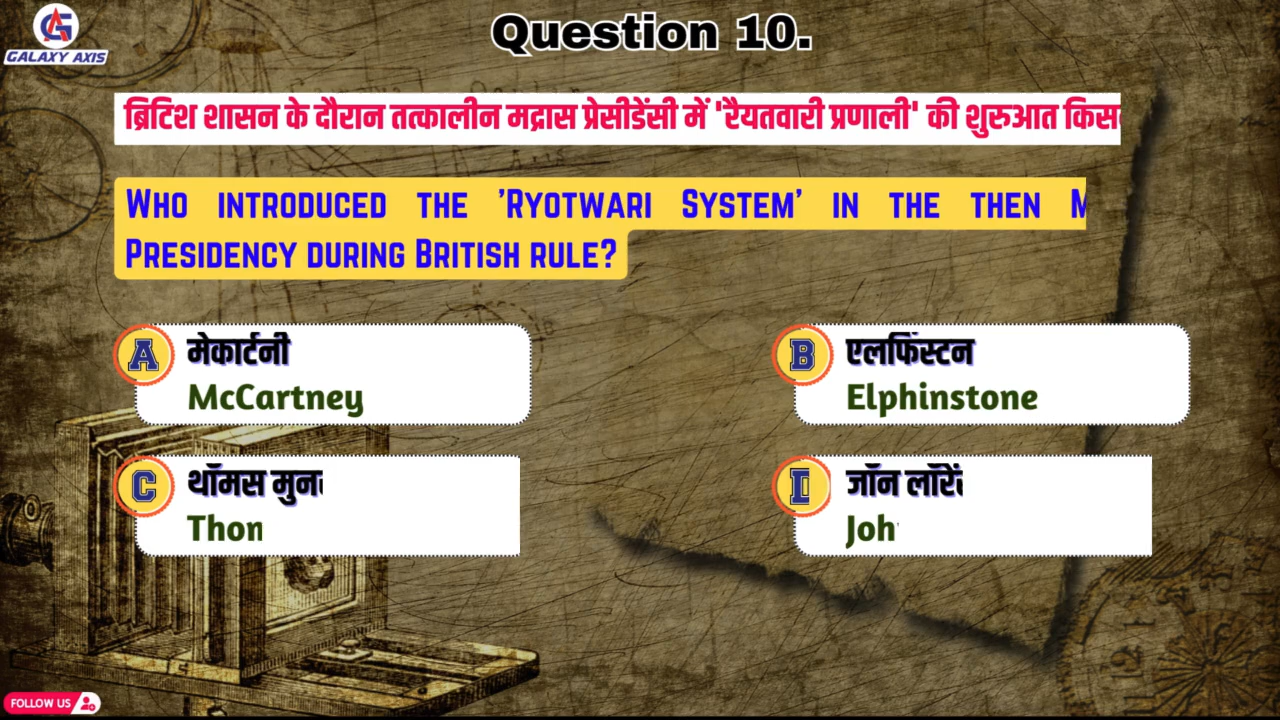 GALAXY AXIS
Question 10.
ब्रिटिश शासन के दौरान तत्कालीन मद्रास प्रेसीडेंसी में 'रैयतवारी प्रणाली' की शुरुआत
WHO INTRODUCED THE 'RYOTWARI SYSTEM' IN THE THEN
PRESIDENCY DURING BRITISH RULE?
A मेकार्टनी
McCartney
B एलफिंस्टन
Elphinstone
C थॉमस
D जॉन
FOLLOW US